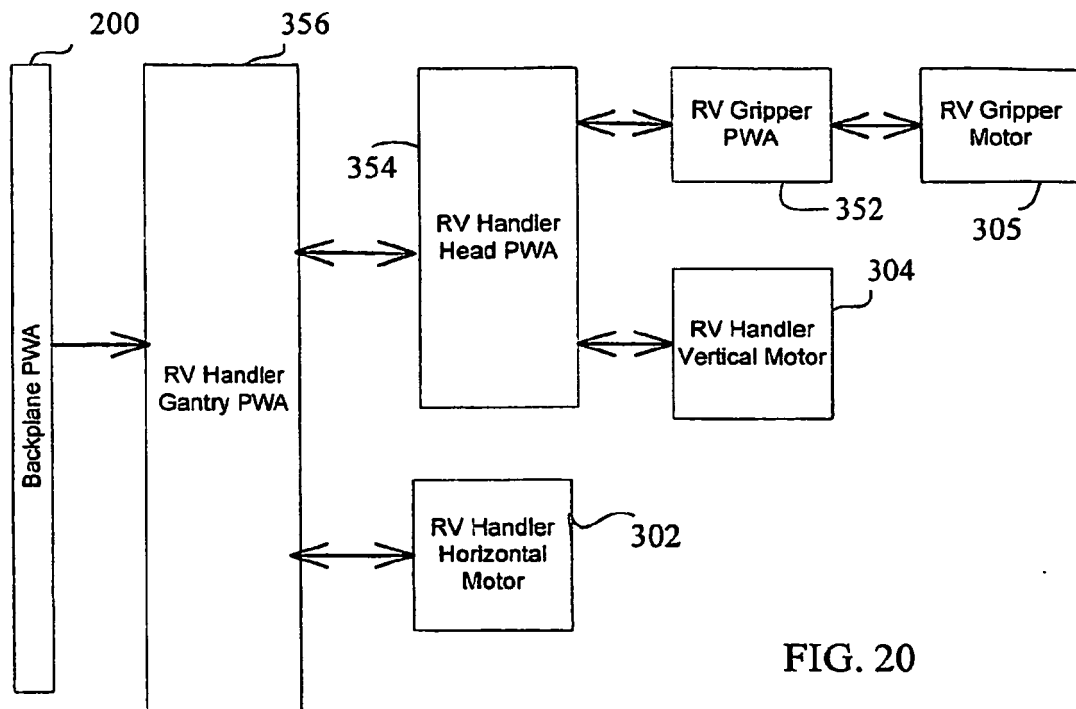 200
356
RV Gripper
PWA
RV Gripper
Motor
354
352
305
RV Handler
Head PWA
304
RV Handler
Vertical Motor
Backplane PWA
RV Handler
Gantry PWA
RV Handler
Horizontal
Motor
302
FIG. 20